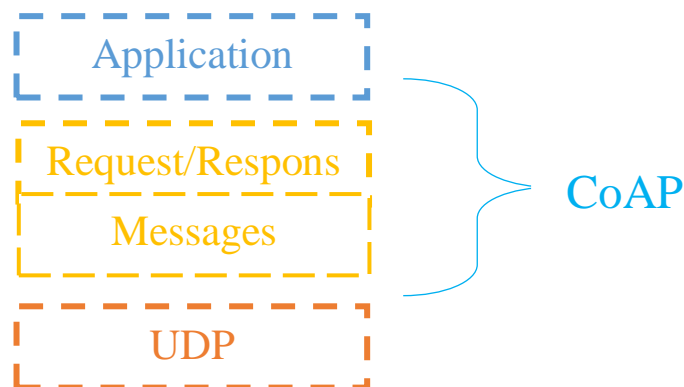 Application
Request/Respons
CoAP
Messages
UDP